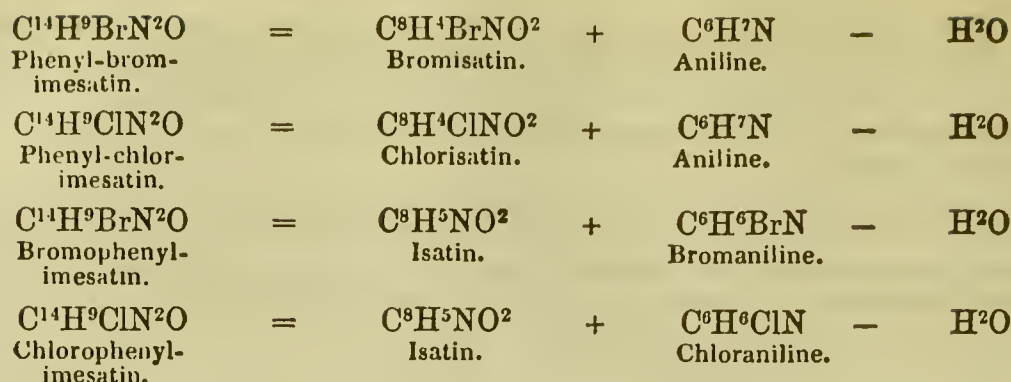 C¹⁴H⁹BrN²O = C⁸H⁴BrNO² + C⁶H⁷N — H²O
Phenyl-brom- Bromisatin. Aniline.
imesatin.
C¹⁴H⁹ClN²O = C⁸H⁴ClNO² + C⁶H⁷N — H²O
Phenyl-chlor- Chlorisatin. Aniline.
imesatin.
C¹⁴H⁹BrN²O = C⁸H⁵NO² + C⁶H⁶BrN — H²O
Bromophenyl- Isatin. Bromaniline.
imesatin.
C¹⁴H⁹ClN²O = C⁸H⁵NO² + C⁶H⁶ClN — H²O
Chlorophenyl- Isatin. Chloraniline.
imesatin.